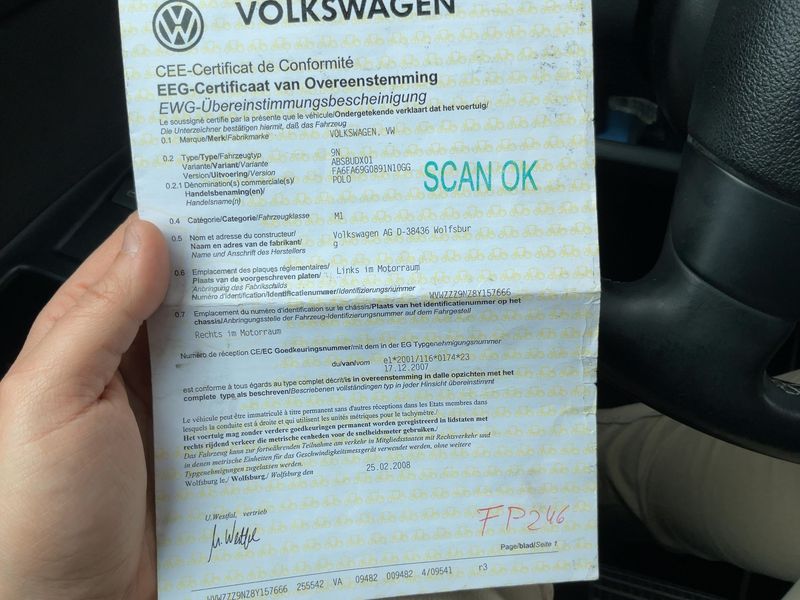 VOLKSWAGEN
CEE-Certificat de Conformité
EEG-Certificaat van Overeenstemming
EWG-Übereinstimmungsbescheinigung
Le soussigné certifie par la présente que le véhicule/Ondergetekende verklaart dat het voertuig/
Die Unterzeichner bestätigen hiermit, daß das Fahrzeug
0.1 Marque/Merk/Fabrikmarke VOLKSWAGEN, VW
0.2 Type/Type/Fahrzeugtyp 9N
Variante/Variant/Variante ABSBUDX01
Version/Uitvoering/Version FA6FA69G0891N10GG
0.2.1 Dénomination(s) commerciale(s)/ POLO
Handelsbenaming(en)/
Handelsname(n)
SCAN OK
0.4 Catégorie/Categorie/Fahrzeugklasse M1
0.5 Nom et adresse du constructeur/ Volkswagen AG D-38436 Wolfsbur
Naam en adres van de fabrikant/ g
Name und Anschrift des Herstellers
0.6 Emplacement des plaques réglementaires/ Links im Motorraum
Plaats van de voorgeschreven platen/
Anbringung des Fabrikschilds
Numéro d'identification/Identificatienummer/Identifizierungsnummer WVWZZZ9NZ8Y157666
0.7 Emplacement du numéro d'identification sur le châssis/Plaats van het identificatienummer op het
chassis/Anbringungsstelle der Fahrzeug-Identifizierungsnummer auf dem Fahrgestell
Rechts im Motorraum
Numéro de réception CE/EC Goedkeuringsnummer/mit dem in der EG Typgenehmigungsnummer
e1*2001/116*0174*23
du/van/vom 17.12.2007
est conforme à tous égards au type complet décrit/is in overeenstemming in dalle opzichten met het
complete type als beschreven/Beschriebenen vollständingen typ in jeder Hinsicht übereinstimmt
Le véhicule peut être immatriculé à titre permanent sans d'autres réceptions dans les Etats membres dans
lesquels la conduite est à droite et qui utilisent les unités métriques pour le tachymètre./
Het voertuig mag zonder verdere goedkeuringen permanent worden geregistreerd in lidstaten met
rechts rijdend verkeer die metrische eenheden voor de snelheidsmeter gebruiken./
Das Fahrzeug kann zur fortwährenden Teilnahme am verkehr in Mitgliedstaaten mit Rechtsverkehr und
in denen metrische Einheiten für das Geschwindigkeitsmessgerät verwendet werden, ohne weitere
Typgenehmigungen zugelassen werden.
Wolfsburg le,/ Wolfsburg,/ Wolfsburg den 25.02.2008
U.Westfal, vertrieb
FP246
Page/blad/Seite 1
WVWZZZ9NZ8Y157666 255542 VA 09482 009482 4/09541 r3